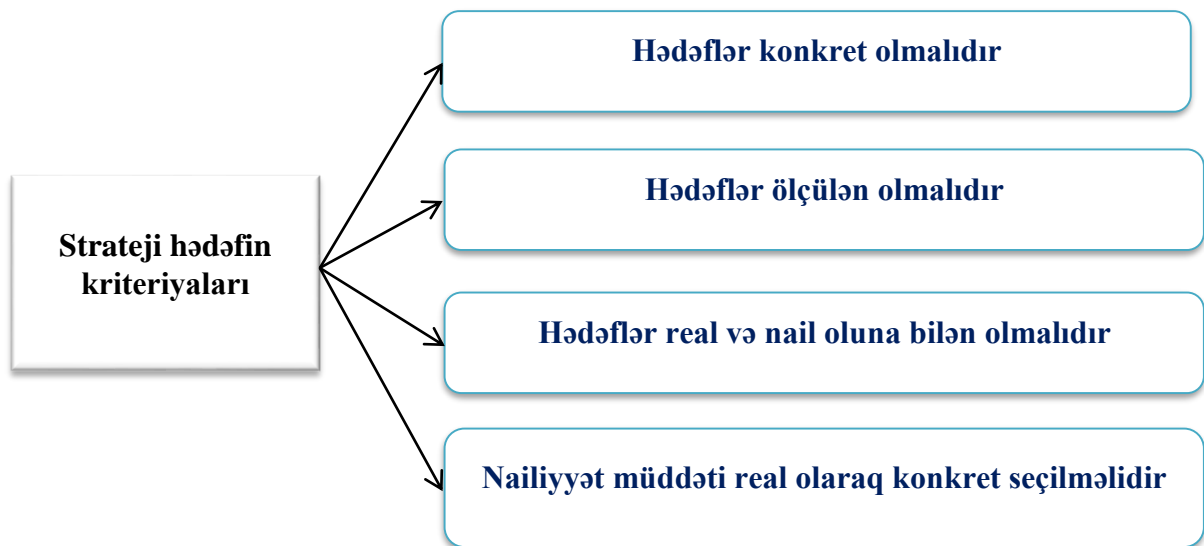 Hədəflər konkret olmalıdır
Hədəflər ölçülən olmalıdır
Strateji hədəfin
kriteriyaları
Hədəflər real və nail oluna bilən olmalıdır
Nailiyyət müddəti real olaraq konkret seçilməlidir